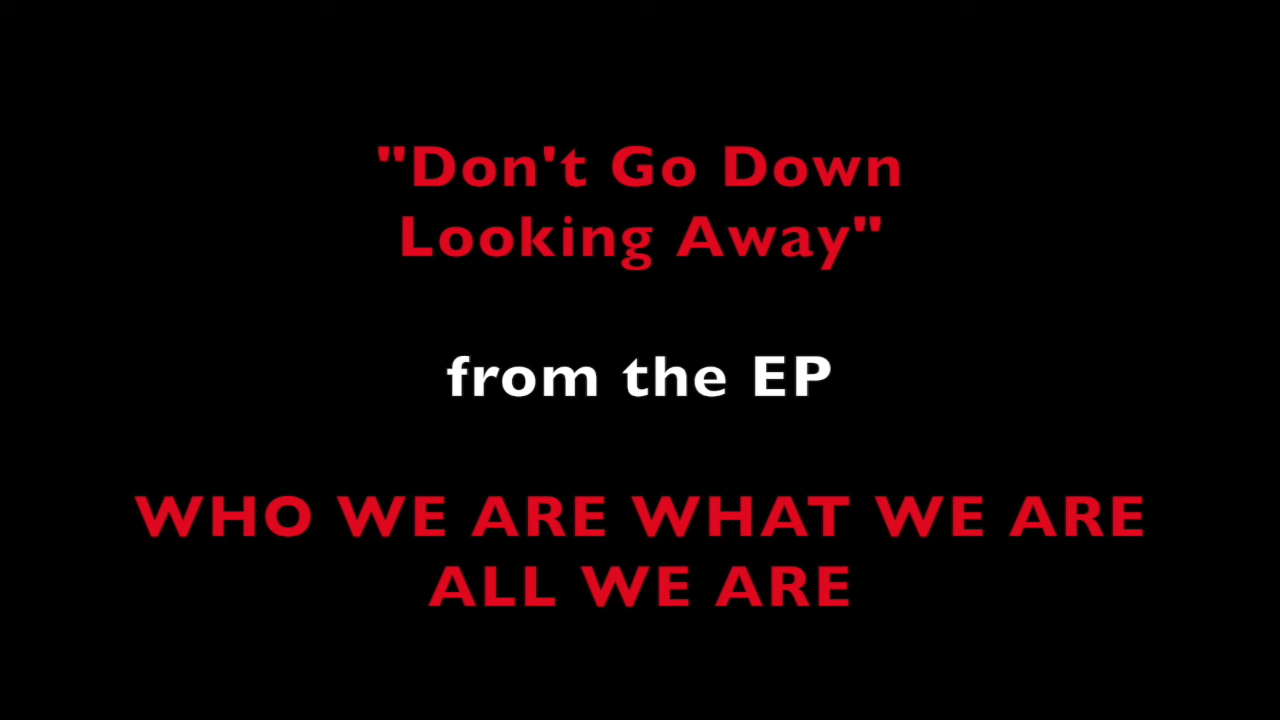 "Don't Go Down
Looking Away"
from the EP
WHO WE ARE WHAT WE ARE
ALL WE ARE